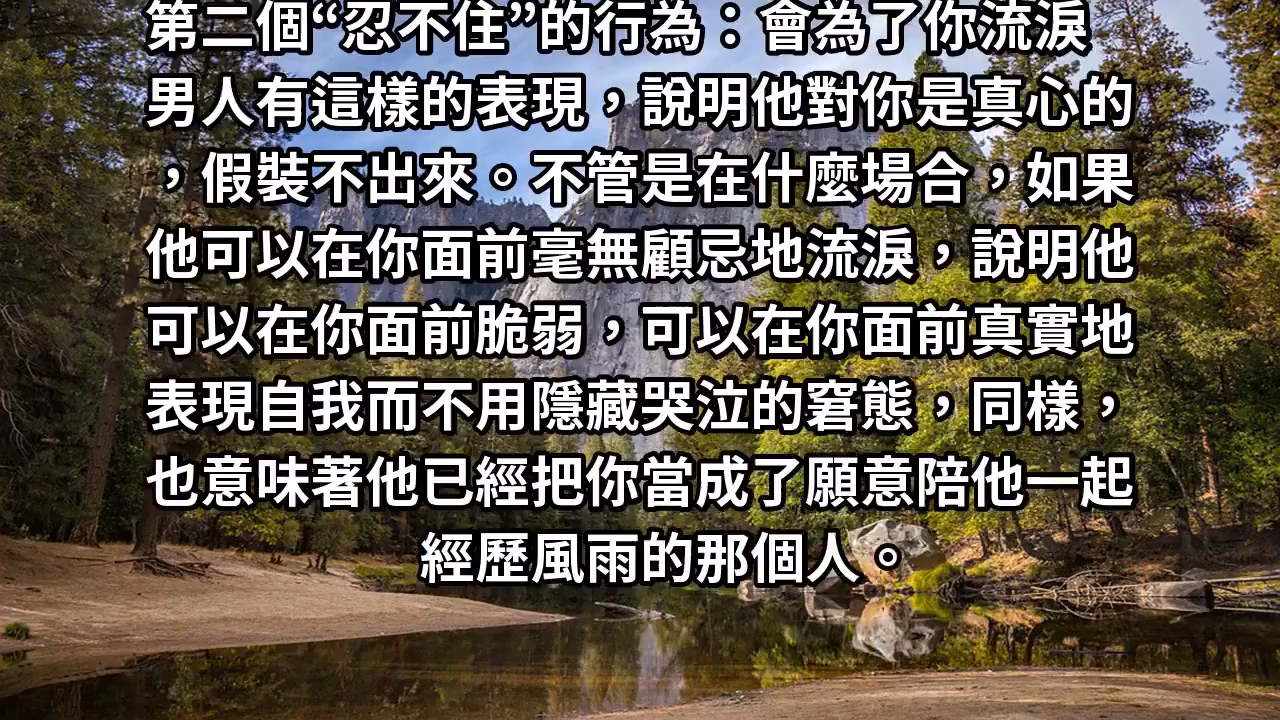 第二個“忍不住”的行為：會為了你流淚
男人有這樣的表現，說明他對你是真心的
，假裝不出來。不管是在什麼場合，如果
他可以在你面前毫無顧忌地流淚，說明他
可以在你面前脆弱，可以在你面前真實地
表現自我而不用隱藏哭泣的窘態，同樣，
也意味著他已經把你當成了願意陪他一起
經歷風雨的那個人。